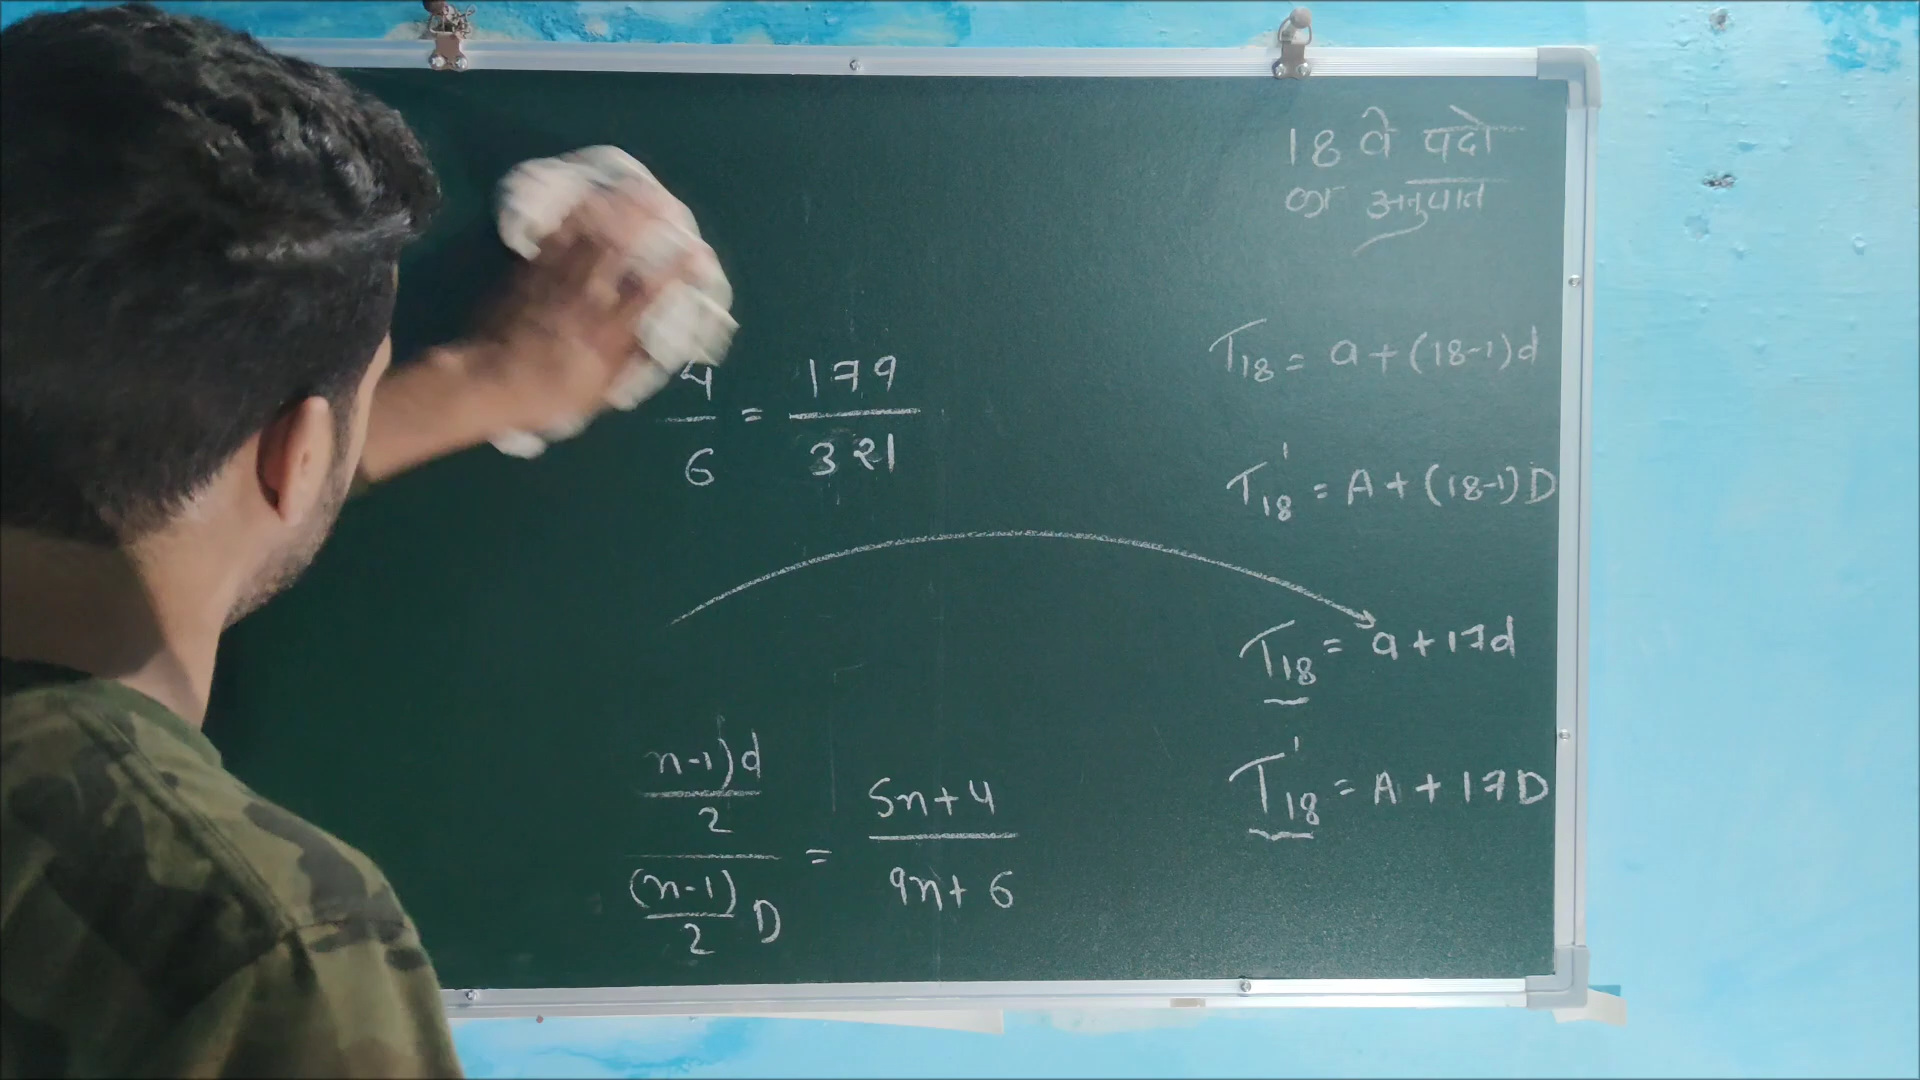 18 वे पदो
का अनुपात
4/6 = 179/321
T₁₈ = a + (18-1)d
T'₁₈ = A + (18-1)D
T₁₈ = a + 17d
T'₁₈ = A + 17D
n-1)d/2 / (n-1)/2 D = 5n+4 / 9n+6